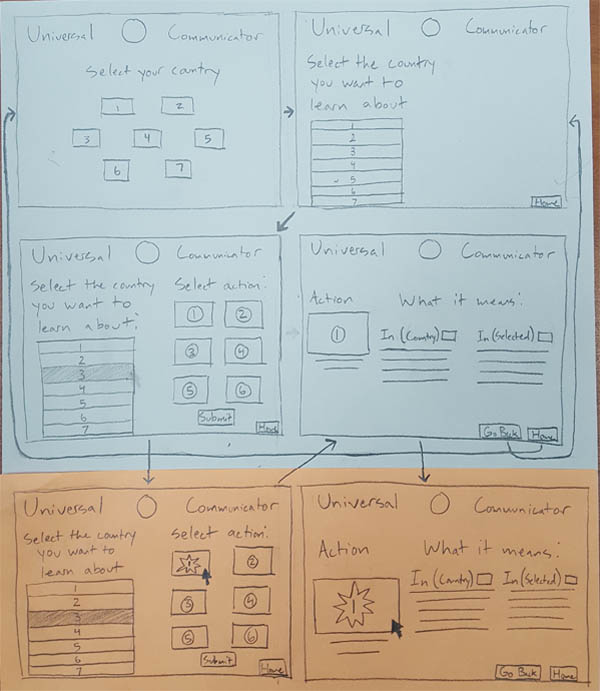 Universal Communicator
Select your country
1 2
3 4 5
6 7
Universal Communicator
Select the country
you want to
learn about
1
2
3
4
5
6
7
Home
Universal Communicator
Select the country
you want to
learn about:
1
2
3
4
5
6
7
Select action:
1 2
3 4
5 6
Submit
Home
Universal Communicator
Action
1
What it means:
In (Country)
In (Selected)
Go Back Home
Universal Communicator
Select the country
you want to
learn about
1
2
3
4
5
6
7
Select action:
1 2
3 4
5 6
Submit
Home
Universal Communicator
Action
1
What it means:
In (Country)
In (Selected)
Go Back Home